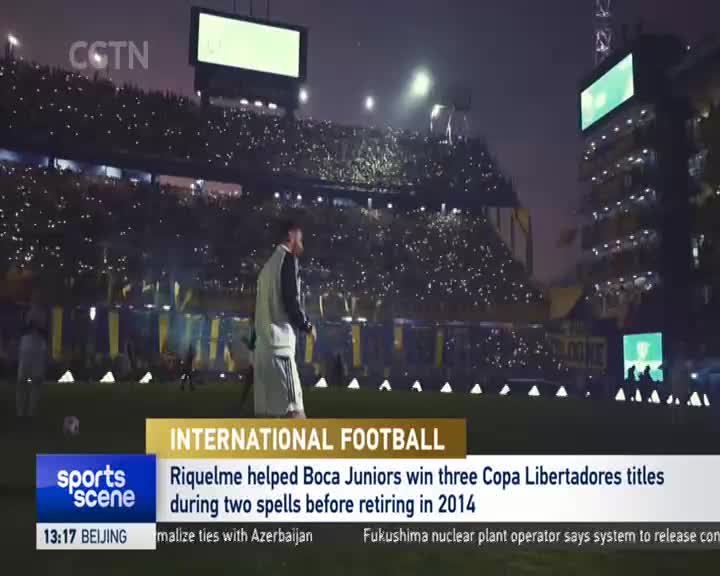 CGTN
INTERNATIONAL FOOTBALL
sports
scene
Riquelme helped Boca Juniors win three Copa Libertadores titles
during two spells before retiring in 2014
13:17 BEIJING
malize ties with Azerbaijan
Fukushima nuclear plant operator says system to release con